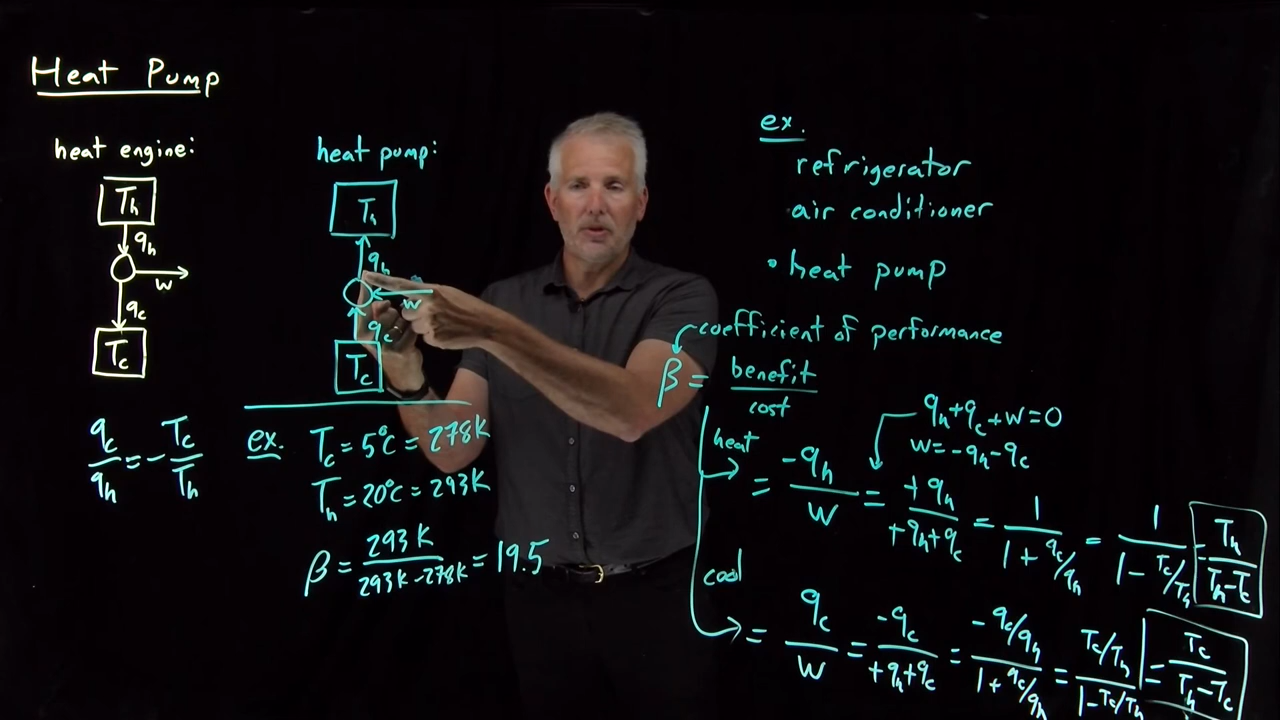 Heat Pump
heat engine:
Th
qh
w
qc
Tc
qc/qh = -Tc/Th
heat pump:
Th
qh
w
qc
Tc
ex. Tc = 5°C = 278K
Th = 20°C = 293K
β = 293K/(293K - 278K) = 19.5
ex.
refrigerator
air conditioner
• heat pump
coefficient of performance
β = benefit/cost
qh + qc + w = 0
w = -qh - qc
heat
= -qh/w = +qh/(+qh + qc) = 1/(1 + qc/qh) = 1/(1 - Tc/Th) = Th/(Th - Tc)
cool
= qc/w = -qc/(+qh + qc) = (-qc/qh)/(1 + qc/qh) = (Tc/Th)/(1 - Tc/Th) = Tc/(Th - Tc)